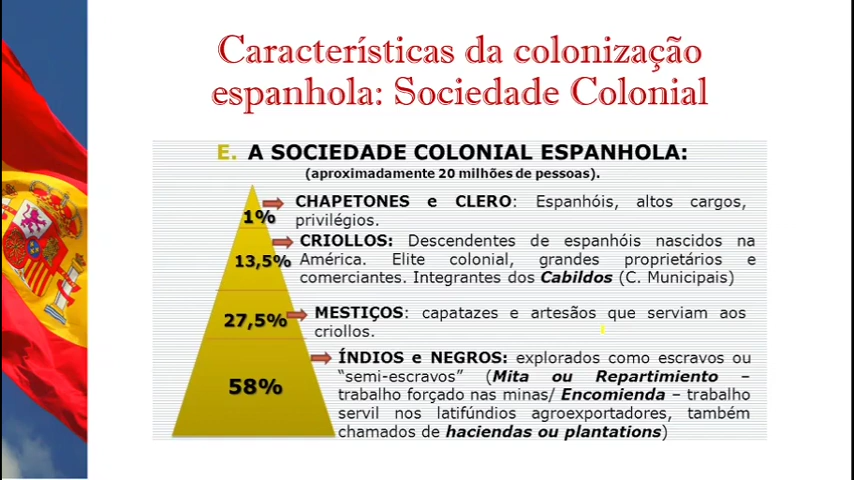 Características da colonização
espanhola: Sociedade Colonial
E. A SOCIEDADE COLONIAL ESPANHOLA:
(aproximadamente 20 milhões de pessoas).
1%
CHAPETONES e CLERO: Espanhóis, altos cargos,
privilégios.
13,5%
CRIOLLOS: Descendentes de espanhóis nascidos na
América. Elite colonial, grandes proprietários e
comerciantes. Integrantes dos Cabildos (C. Municipais)
27,5%
MESTIÇOS: capatazes e artesãos que serviam aos
criollos.
58%
ÍNDIOS e NEGROS: explorados como escravos ou
“semi-escravos” (Mita ou Repartimiento –
trabalho forçado nas minas/ Encomienda – trabalho
servil nos latifúndios agroexportadores, também
chamados de haciendas ou plantations)